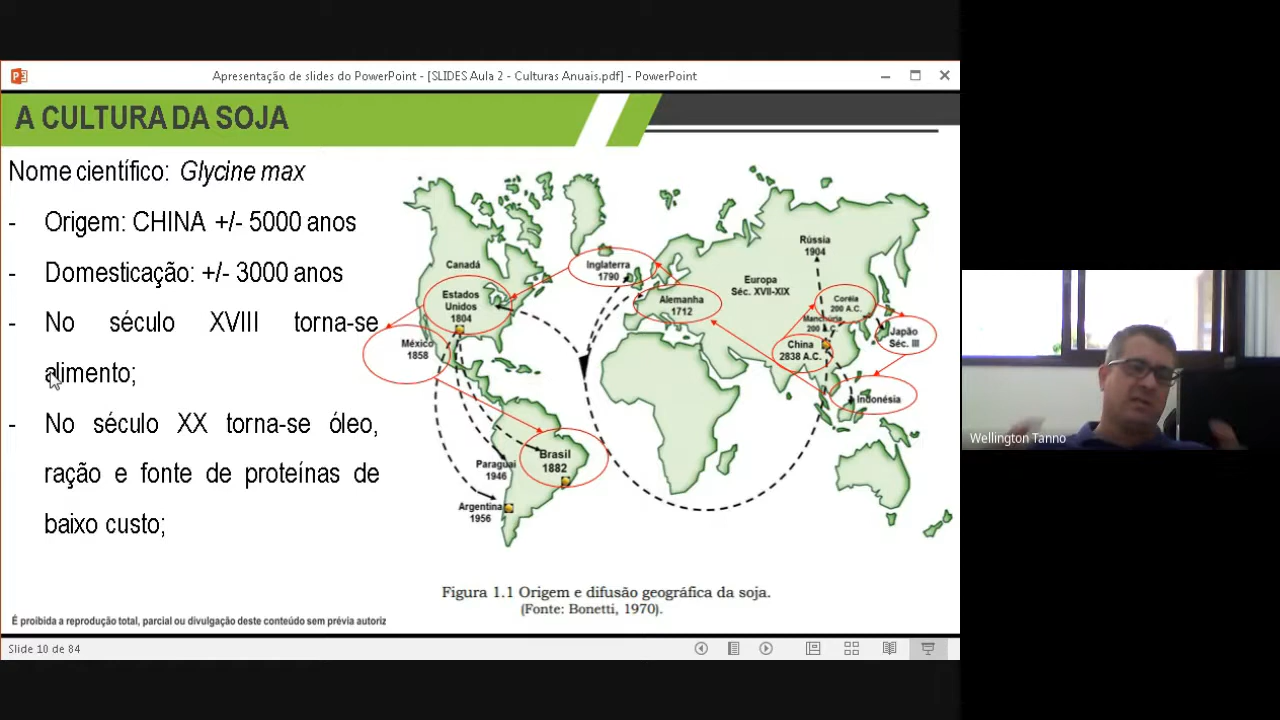 Apresentação de slides do PowerPoint - [SLIDES Aula 2 - Culturas Anuais.pdf] - PowerPoint
A CULTURA DA SOJA
Nome científico: Glycine max
- Origem: CHINA +/- 5000 anos
- Domesticação: +/- 3000 anos
- No século XVIII torna-se
alimento;
- No século XX torna-se óleo,
ração e fonte de proteínas de
baixo custo;
Canadá
Estados
Unidos
1804
México
1858
Inglaterra
1790
Alemanha
1712
Europa
Séc. XVII-XIX
Rússia
1904
Coréia
200 A.C.
Manchúria
200 A.C.
China
2838 A.C.
Japão
Séc. III
Indonésia
Brasil
1882
Paraguai
1946
Argentina
1956
Figura 1.1 Origem e difusão geográfica da soja.
(Fonte: Bonetti, 1970).
É proibida a reprodução total, parcial ou divulgação deste conteúdo sem prévia autoriz
Slide 10 de 84
Wellington Tanno